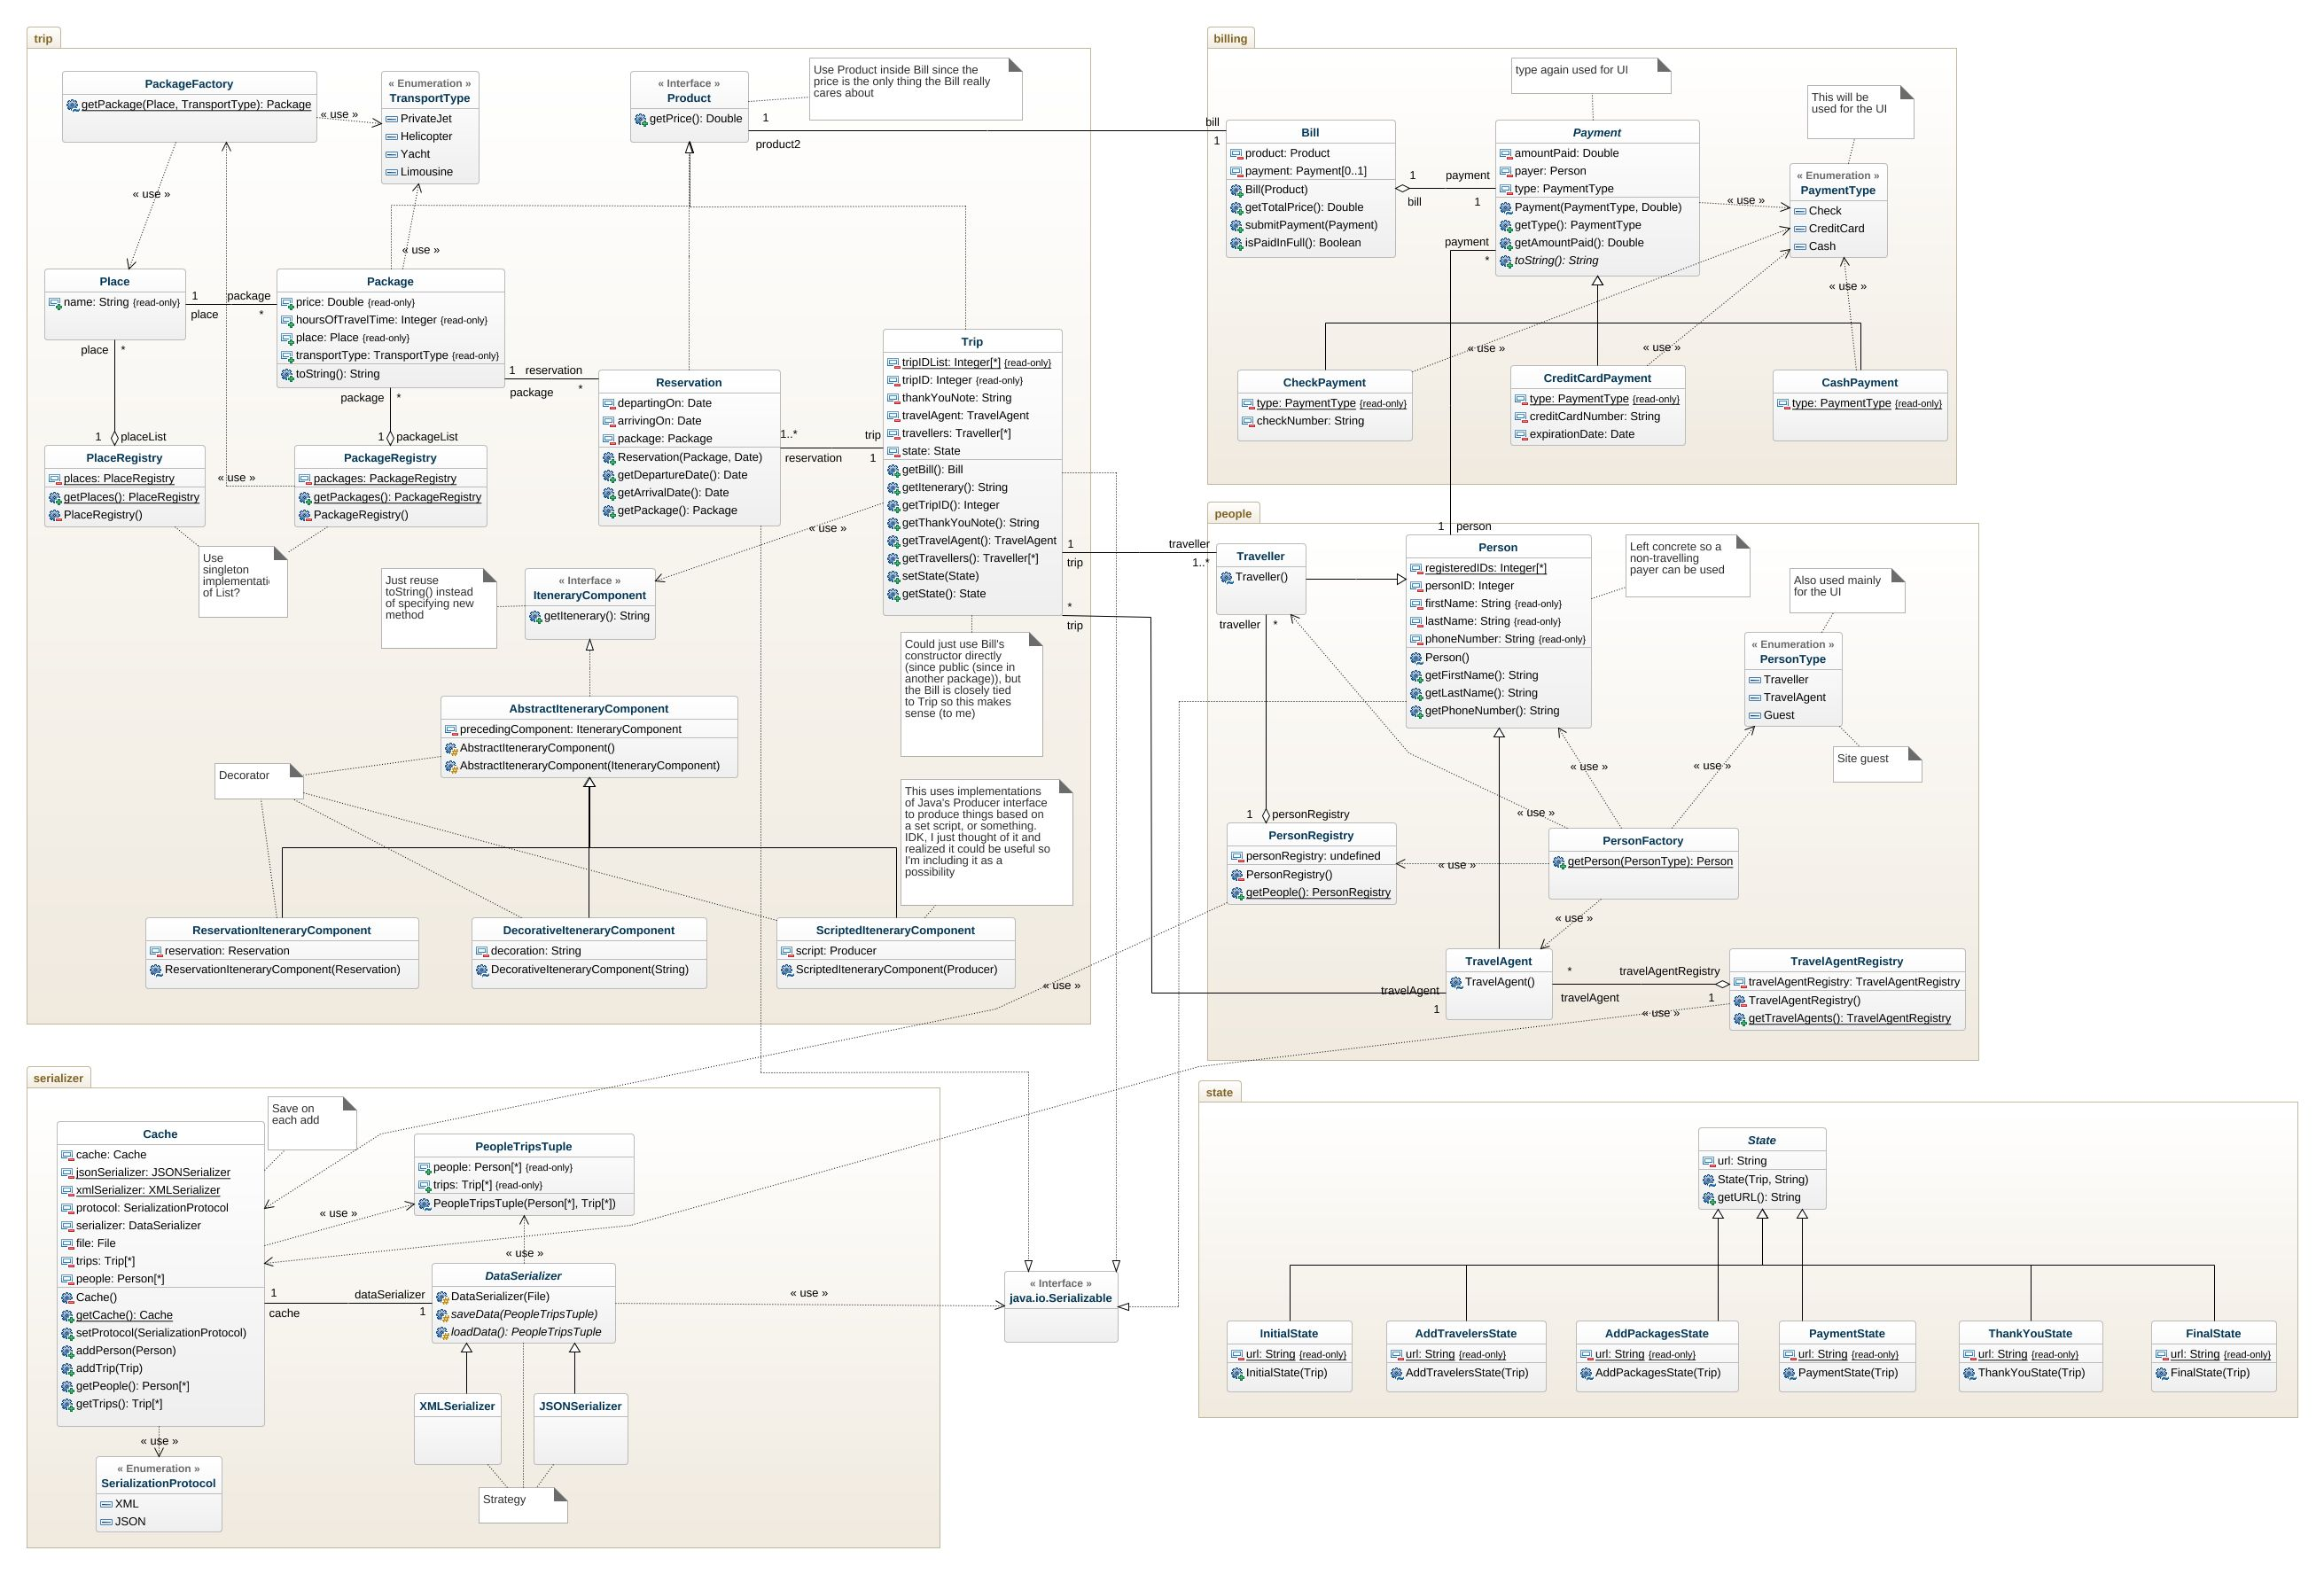 trip
PackageFactory
getPackage(Place, TransportType): Package
« use »
« Enumeration »
TransportType
PrivateJet
Helicopter
Yacht
Limousine
« Interface »
Product
getPrice(): Double
Use Product inside Bill since the
price is the only thing the Bill really
cares about
1
product2
bill
1
« use »
« use »
Place
name: String {read-only}
1
package
place
*
Package
price: Double {read-only}
hoursOfTravelTime: Integer {read-only}
place: Place {read-only}
transportType: TransportType {read-only}
toString(): String
place
*
1
placeList
package
*
1
packageList
1
reservation
package
*
PlaceRegistry
places: PlaceRegistry
getPlaces(): PlaceRegistry
PlaceRegistry()
« use »
PackageRegistry
packages: PackageRegistry
getPackages(): PackageRegistry
PackageRegistry()
Use
singleton
implementati
of List?
Reservation
departingOn: Date
arrivingOn: Date
package: Package
Reservation(Package, Date)
getDepartureDate(): Date
getArrivalDate(): Date
getPackage(): Package
1..*
trip
reservation
1
Trip
tripIDList: Integer[*] {read-only}
tripID: Integer {read-only}
thankYouNote: String
travelAgent: TravelAgent
travellers: Traveller[*]
state: State
getBill(): Bill
getItenerary(): String
getTripID(): Integer
getThankYouNote(): String
getTravelAgent(): TravelAgent
getTravellers(): Traveller[*]
setState(State)
getState(): State
« use »
Just reuse
toString() instead
of specifying new
method
« Interface »
IteneraryComponent
getItenerary(): String
Could just use Bill's
constructor directly
(since public (since in
another package)), but
the Bill is closely tied
to Trip so this makes
sense (to me)
AbstractIteneraryComponent
precedingComponent: IteneraryComponent
AbstractIteneraryComponent()
AbstractIteneraryComponent(IteneraryComponent)
Decorator
This uses implementations
of Java's Producer interface
to produce things based on
a set script, or something.
IDK, I just thought of it and
realized it could be useful so
I'm including it as a
possibility
ReservationIteneraryComponent
reservation: Reservation
ReservationIteneraryComponent(Reservation)
DecorativeIteneraryComponent
decoration: String
DecorativeIteneraryComponent(String)
ScriptedIteneraryComponent
script: Producer
ScriptedIteneraryComponent(Producer)
« use »
billing
type again used for UI
This will be
used for the UI
Bill
product: Product
payment: Payment[0..1]
Bill(Product)
getTotalPrice(): Double
submitPayment(Payment)
isPaidInFull(): Boolean
1
payment
bill
1
Payment
amountPaid: Double
payer: Person
type: PaymentType
Payment(PaymentType, Double)
getType(): PaymentType
getAmountPaid(): Double
toString(): String
payment
*
« use »
« Enumeration »
PaymentType
Check
CreditCard
Cash
« use »
« use »
« use »
CheckPayment
type: PaymentType {read-only}
checkNumber: String
CreditCardPayment
type: PaymentType {read-only}
creditCardNumber: String
expirationDate: Date
CashPayment
type: PaymentType {read-only}
people
1
person
1
traveller
trip
1..*
*
trip
Traveller
Traveller()
traveller
*
Person
registeredIDs: Integer[*]
personID: Integer
firstName: String {read-only}
lastName: String {read-only}
phoneNumber: String {read-only}
Person()
getFirstName(): String
getLastName(): String
getPhoneNumber(): String
Left concrete so a
non-travelling
payer can be used
Also used mainly
for the UI
« Enumeration »
PersonType
Traveller
TravelAgent
Guest
Site guest
« use »
« use »
« use »
1
personRegistry
PersonRegistry
personRegistry: undefined
PersonRegistry()
getPeople(): PersonRegistry
« use »
PersonFactory
getPerson(PersonType): Person
« use »
TravelAgent
TravelAgent()
travelAgent
1
*
travelAgentRegistry
travelAgent
1
« use »
TravelAgentRegistry
travelAgentRegistry: TravelAgentRegistry
TravelAgentRegistry()
getTravelAgents(): TravelAgentRegistry
serializer
Save on
each add
Cache
cache: Cache
jsonSerializer: JSONSerializer
xmlSerializer: XMLSerializer
protocol: SerializationProtocol
serializer: DataSerializer
file: File
trips: Trip[*]
people: Person[*]
Cache()
getCache(): Cache
setProtocol(SerializationProtocol)
addPerson(Person)
addTrip(Trip)
getPeople(): Person[*]
getTrips(): Trip[*]
PeopleTripsTuple
people: Person[*] {read-only}
trips: Trip[*] {read-only}
PeopleTripsTuple(Person[*], Trip[*])
« use »
« use »
1
dataSerializer
cache
1
DataSerializer
DataSerializer(File)
saveData(PeopleTripsTuple)
loadData(): PeopleTripsTuple
« use »
« Interface »
java.io.Serializable
XMLSerializer
JSONSerializer
« use »
« Enumeration »
SerializationProtocol
XML
JSON
Strategy
state
State
url: String
State(Trip, String)
getURL(): String
InitialState
url: String {read-only}
InitialState(Trip)
AddTravelersState
url: String {read-only}
AddTravelersState(Trip)
AddPackagesState
url: String {read-only}
AddPackagesState(Trip)
PaymentState
url: String {read-only}
PaymentState(Trip)
ThankYouState
url: String {read-only}
ThankYouState(Trip)
FinalState
url: String {read-only}
FinalState(Trip)